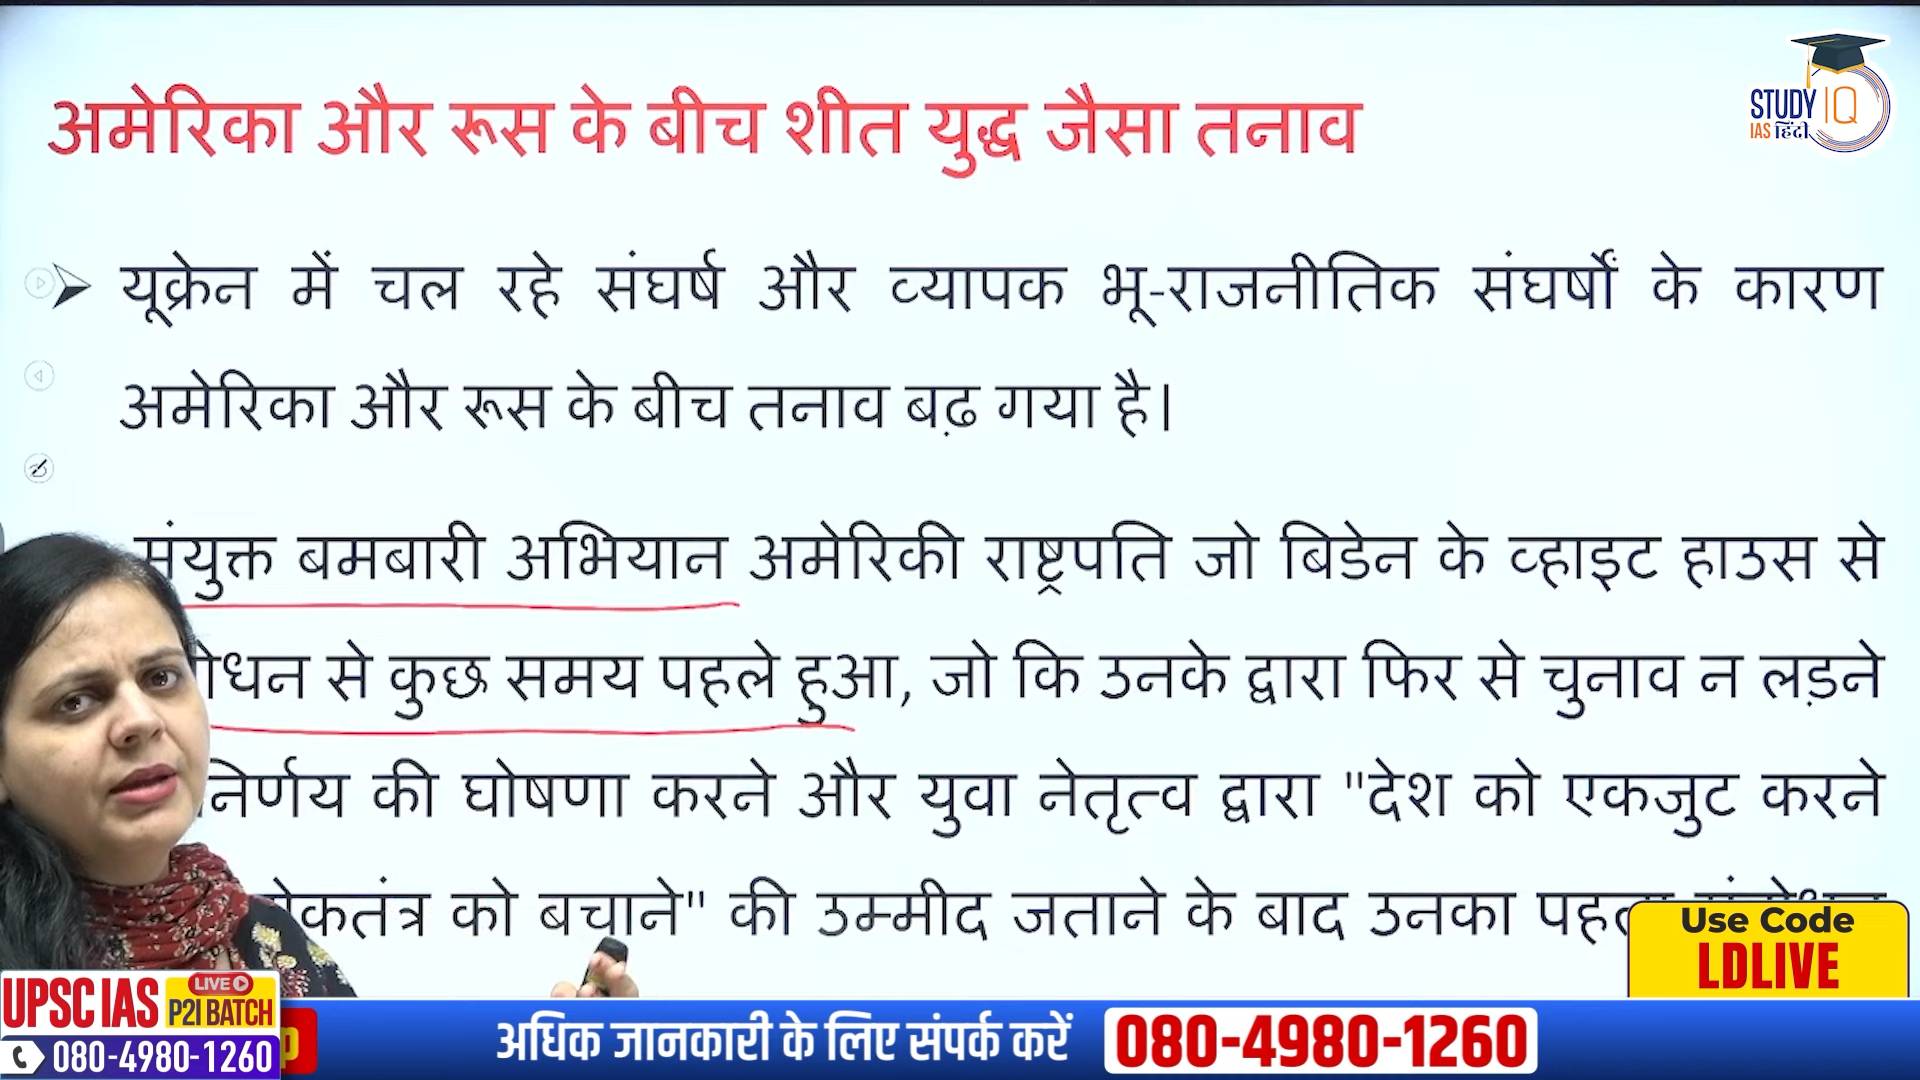 STUDY IQ
IAS हिंदी
अमेरिका और रूस के बीच शीत युद्ध जैसा तनाव
यूक्रेन में चल रहे संघर्ष और व्यापक भू-राजनीतिक संघर्षों के कारण
अमेरिका और रूस के बीच तनाव बढ़ गया है।
संयुक्त बमबारी अभियान अमेरिकी राष्ट्रपति जो बिडेन के व्हाइट हाउस से
से कुछ समय पहले हुआ, जो कि उनके द्वारा फिर से चुनाव न लड़ने
निर्णय की घोषणा करने और युवा नेतृत्व द्वारा "देश को एकजुट करने
को बचाने" की उम्मीद जताने के बाद उनका
Use Code
LDLIVE
UPSC IAS
LIVE
P2I BATCH
080-4980-1260
अधिक जानकारी के लिए संपर्क करें 080-4980-1260